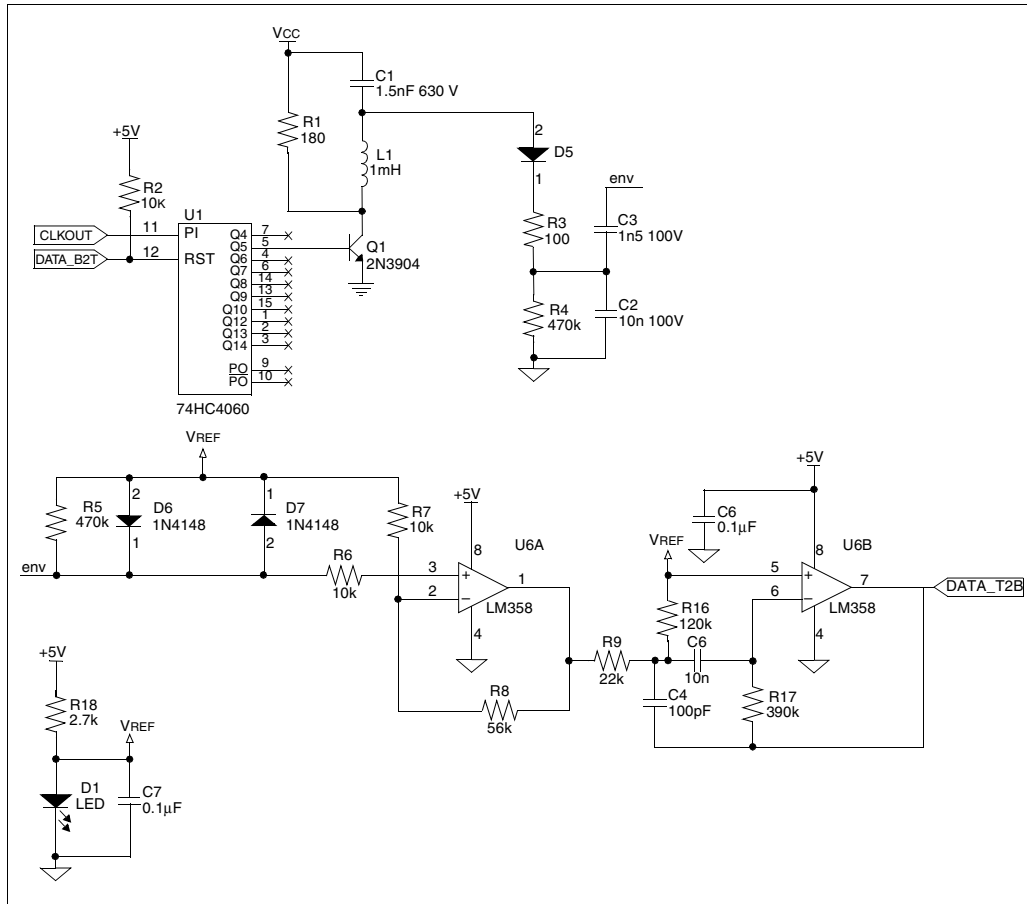 VCC
C1
1.5nF 630 V
+5V
R1
180
2
D5
L1
1mH
1
env
R2
10K
U1
R3
100
C3
1n5 100V
CLKOUT
11
PI
Q4
7
DATA_B2T
12
RST
Q5
5
Q6
4
Q7
6
Q8
14
Q9
13
Q10
15
Q12
1
Q13
2
Q14
3
PO
9
PO
10
74HC4060
Q1
2N3904
R4
470k
C2
10n 100V
VREF
+5V
R5
470k
2
D6
1N4148
1
1
D7
1N4148
2
R7
10k
+5V
C6
0.1µF
8
U6A
VREF
8
U6B
env
R6
10k
3
+
2
−
1
LM358
4
5
+
6
−
7
DATA_T2B
LM358
4
R16
120k
+5V
R9
22k
C6
10n
R18
2.7k
R8
56k
C4
100pF
R17
390k
VREF
D1
LED
C7
0.1µF